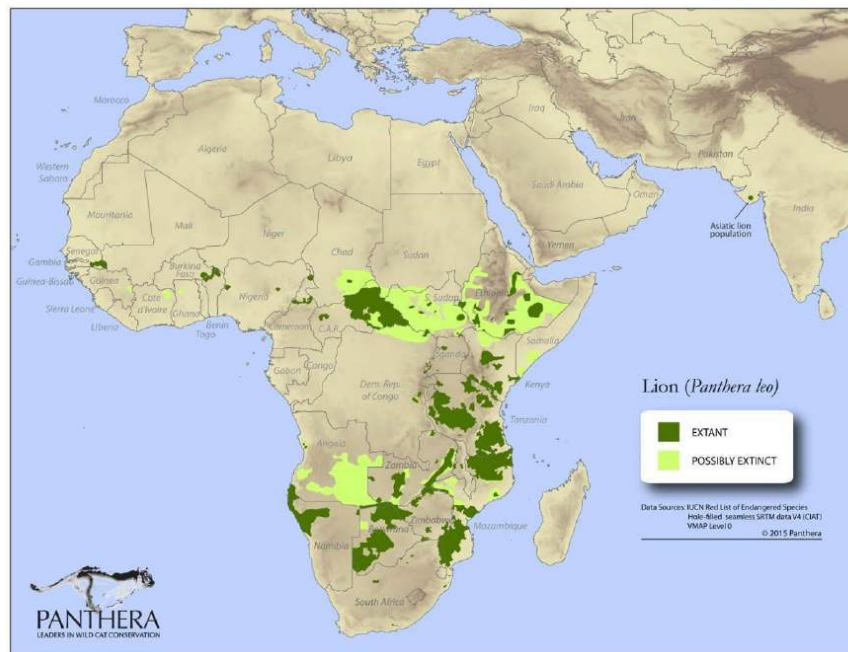 Morocco
Algeria
Libya
Egypt
Western
Sahara
Mauritania
Mali
Niger
Chad
Sudan
Senegal
Gambia
Guinea-Bissau
Guinea
Sierra Leone
Liberia
Cote
d'Ivoire
Burkina
Faso
Ghana
Togo
Benin
Nigeria
Cameroon
C.A.R.
S. Sudan
Ethiopia
Somalia
Gabon
Congo
Dem. Rep.
of Congo
Uganda
Kenya
Tanzania
Angola
Zambia
Zimbabwe
Mozambique
Namibia
Botswana
South Africa
Iraq
Iran
Saudi Arabia
Yemen
Oman
Pakistan
India
Asiatic lion
population
Lion (Panthera leo)
EXTANT
POSSIBLY EXTINCT
Data Sources: IUCN Red List of Endangered Species
Hole-filled seamless SRTM data V4 (CIAT)
VMAP Level 0
© 2015 Panthera
PANTHERA
LEADERS IN WILD CAT CONSERVATION